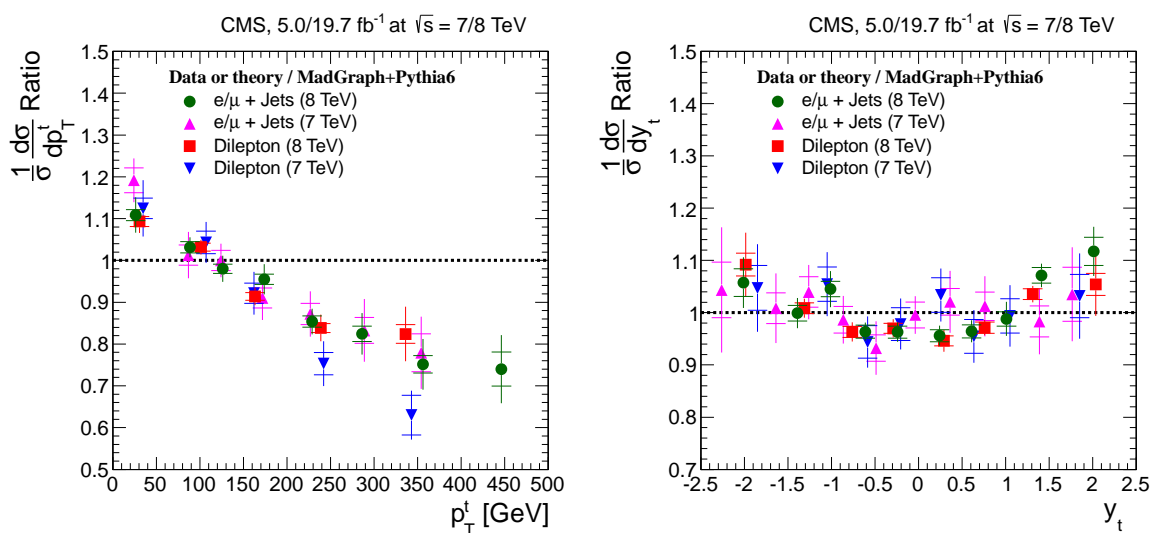 CMS, 5.0/19.7 fb⁻¹ at √s = 7/8 TeV
1/σ dσ/dp_T^t Ratio
Data or theory / MadGraph+Pythia6
e/μ + Jets (8 TeV)
e/μ + Jets (7 TeV)
Dilepton (8 TeV)
Dilepton (7 TeV)
1.5
1.4
1.3
1.2
1.1
1
0.9
0.8
0.7
0.6
0.5
0 50 100 150 200 250 300 350 400 450 500
p_T^t [GeV]
CMS, 5.0/19.7 fb⁻¹ at √s = 7/8 TeV
1/σ dσ/dy_t Ratio
Data or theory / MadGraph+Pythia6
e/μ + Jets (8 TeV)
e/μ + Jets (7 TeV)
Dilepton (8 TeV)
Dilepton (7 TeV)
1.5
1.4
1.3
1.2
1.1
1
0.9
0.8
0.7
-2.5 -2 -1.5 -1 -0.5 0 0.5 1 1.5 2 2.5
y_t